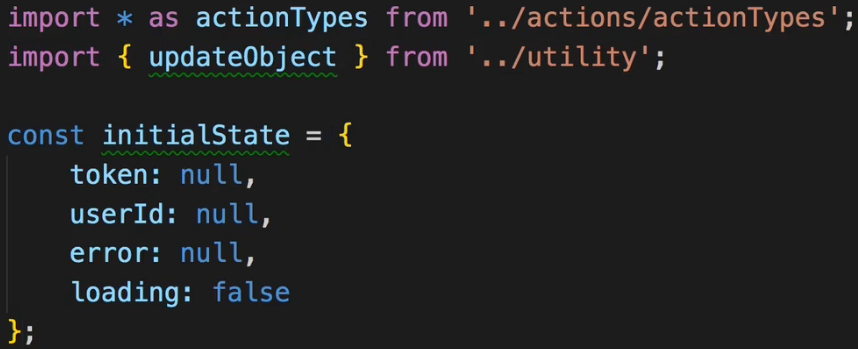 import * as actionTypes from '../actions/actionTypes';
import { updateObject } from '../utility';
const initialState = {
    token: null,
    userId: null,
    error: null,
    loading: false
};